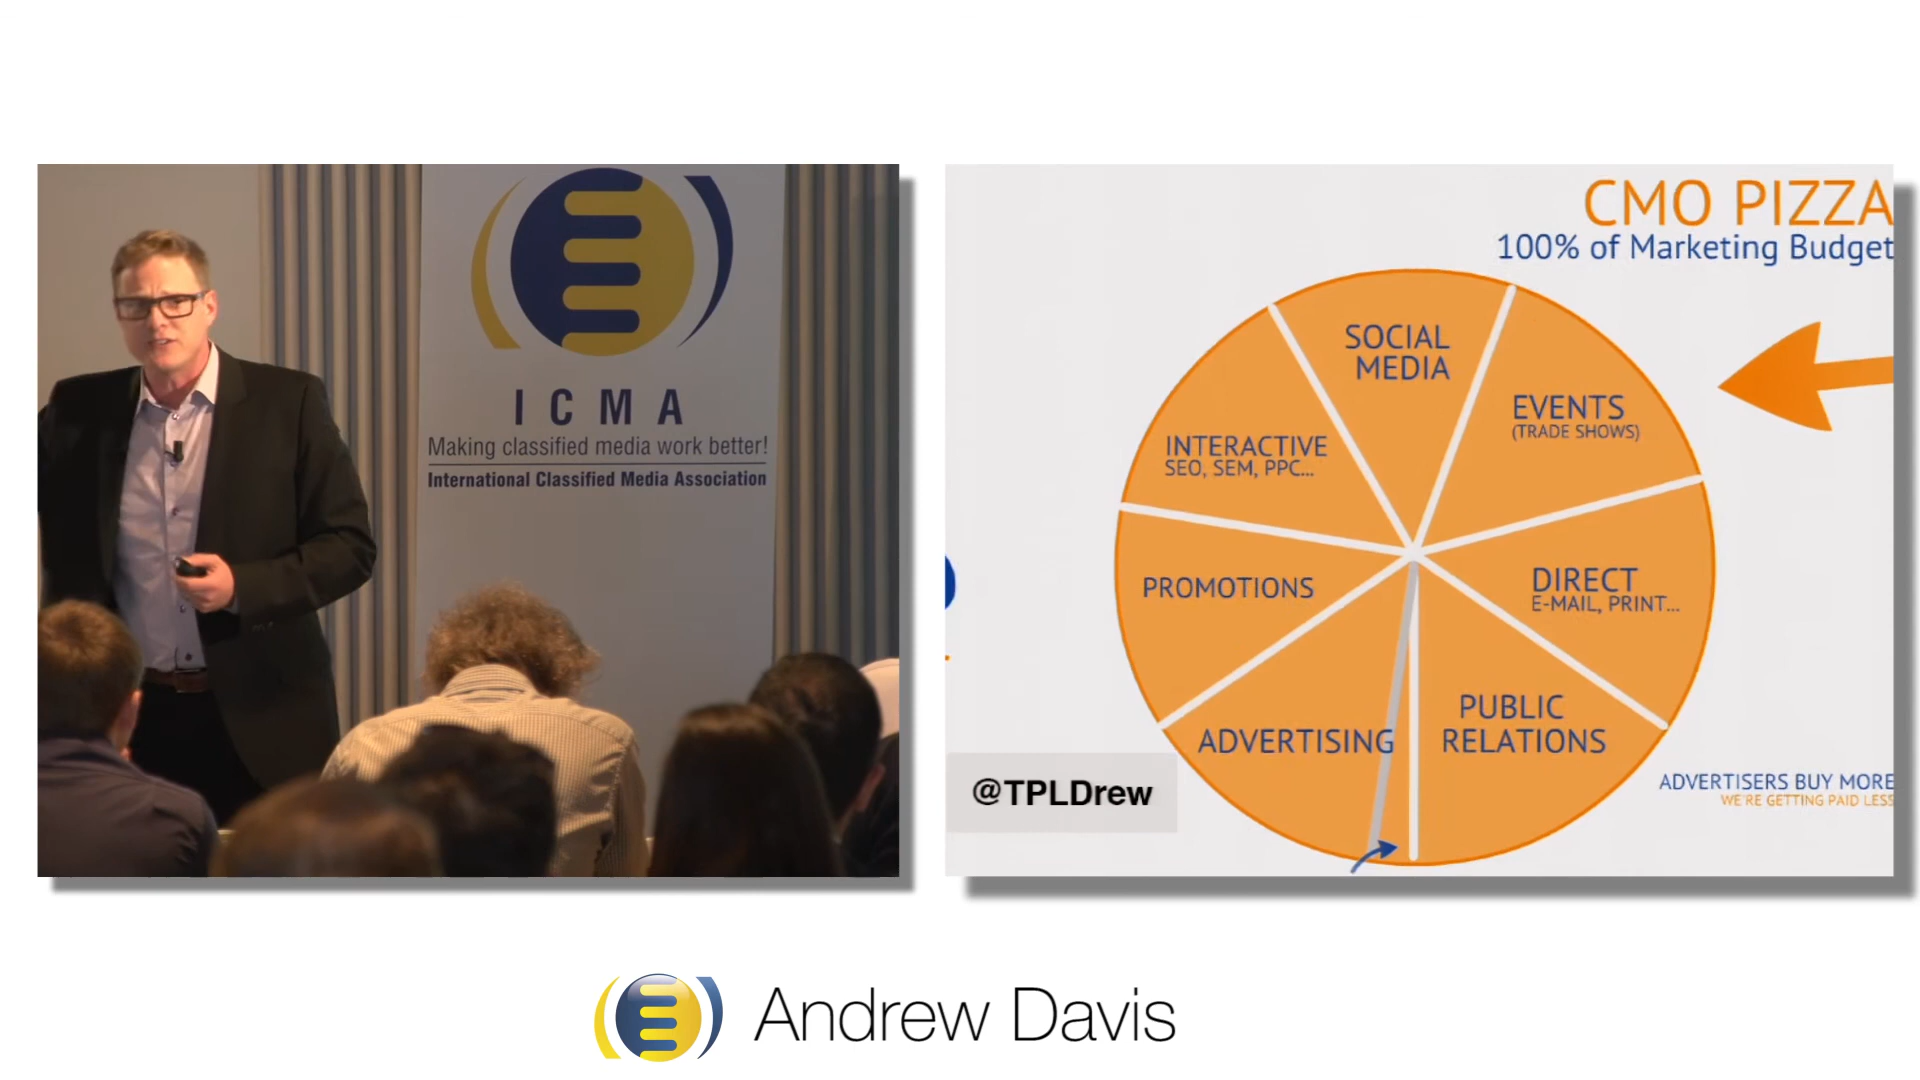 I C M A
Making classified media work better!
International Classified Media Association
CMO PIZZA
100% of Marketing Budget
SOCIAL
MEDIA
EVENTS
(TRADE SHOWS)
INTERACTIVE
SEO, SEM, PPC...
PROMOTIONS
DIRECT
E-MAIL, PRINT...
ADVERTISING
PUBLIC
RELATIONS
@TPLDrew
ADVERTISERS BUY MORE
WE'RE GETTING PAID LESS
Andrew Davis